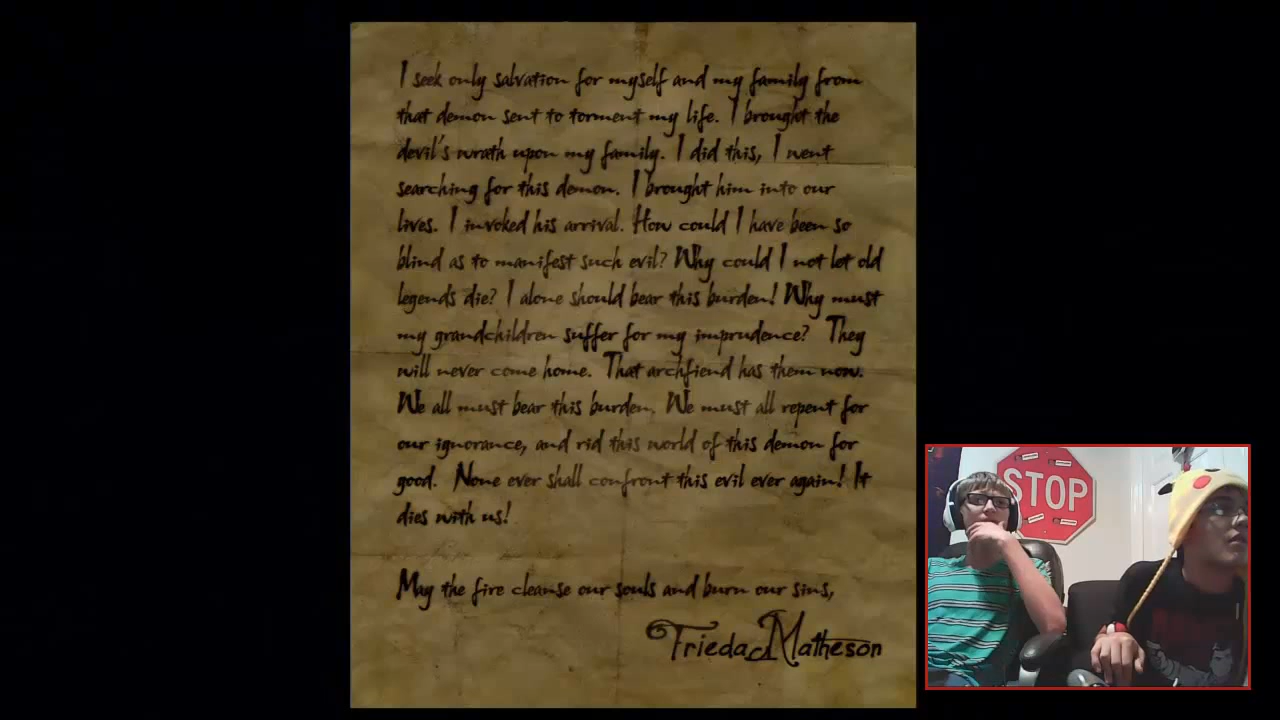 I seek only salvation for myself and my family from
that demon sent to torment my life. I brought the
devil's wrath upon my family. I did this, I went
searching for this demon. I brought him into our
lives. I invoked his arrival. How could I have been so
blind as to manifest such evil? Why could I not let old
legends die? I alone should bear this burden! Why must
my grandchildren suffer for my imprudence? They
will never come home. That archfiend has them now.
We all must bear this burden. We must all repent for
our ignorance, and rid this world of this demon for
good. None ever shall confront this evil ever again! It
dies with us!
May the fire cleanse our souls and burn our sins,
Frieda Matheson
STOP